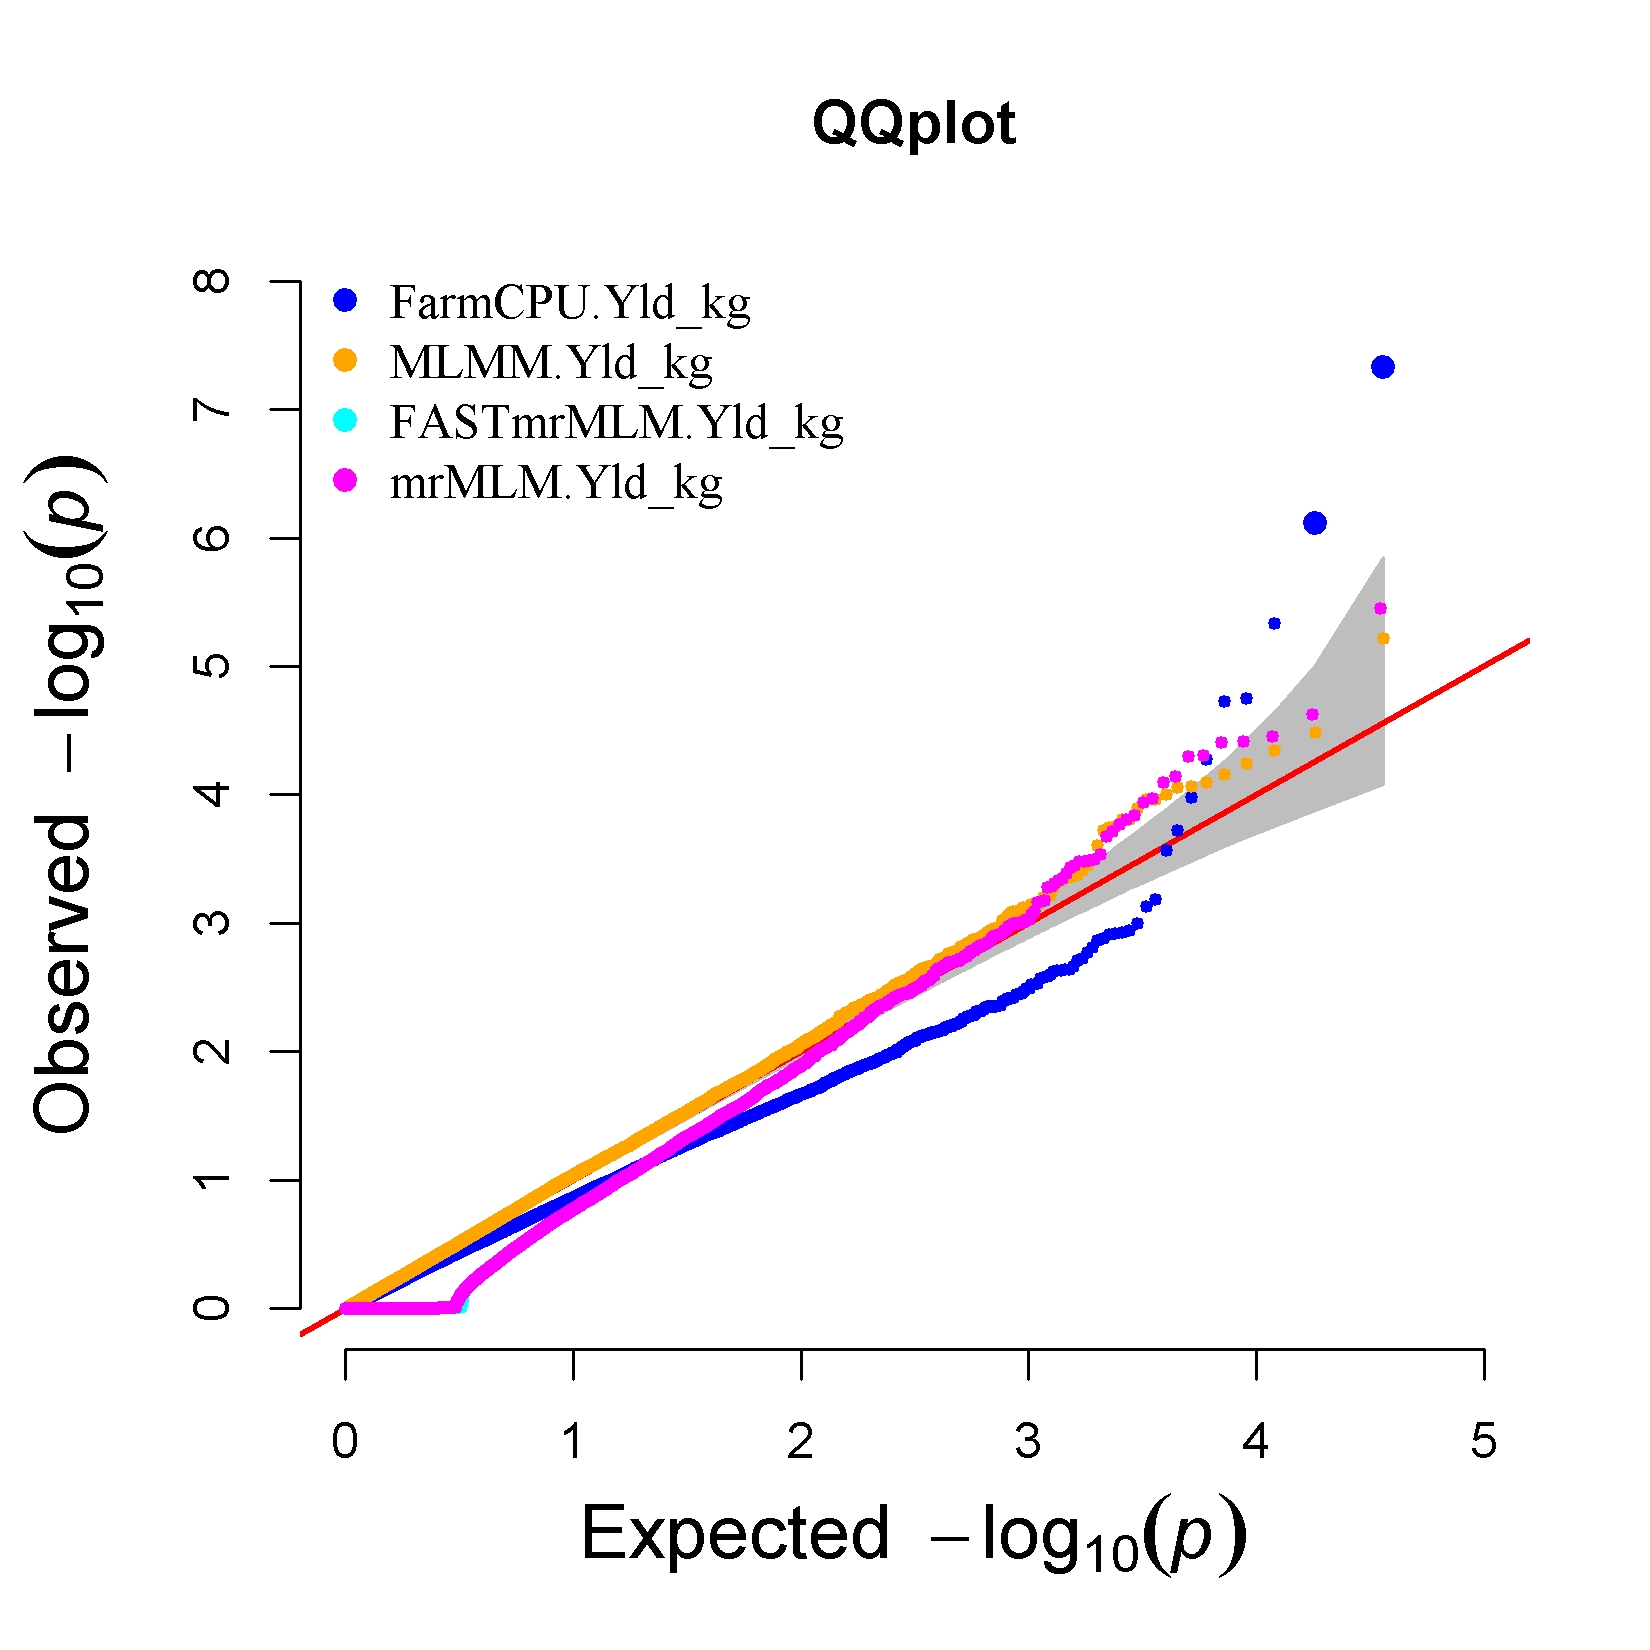 QQplot
FarmCPU.Yld_kg
MLMM.Yld_kg
FASTmrMLM.Yld_kg
mrMLM.Yld_kg
8
7
6
5
4
3
2
1
0
Observed −log₁₀(p)
0 1 2 3 4 5
Expected −log₁₀(p)